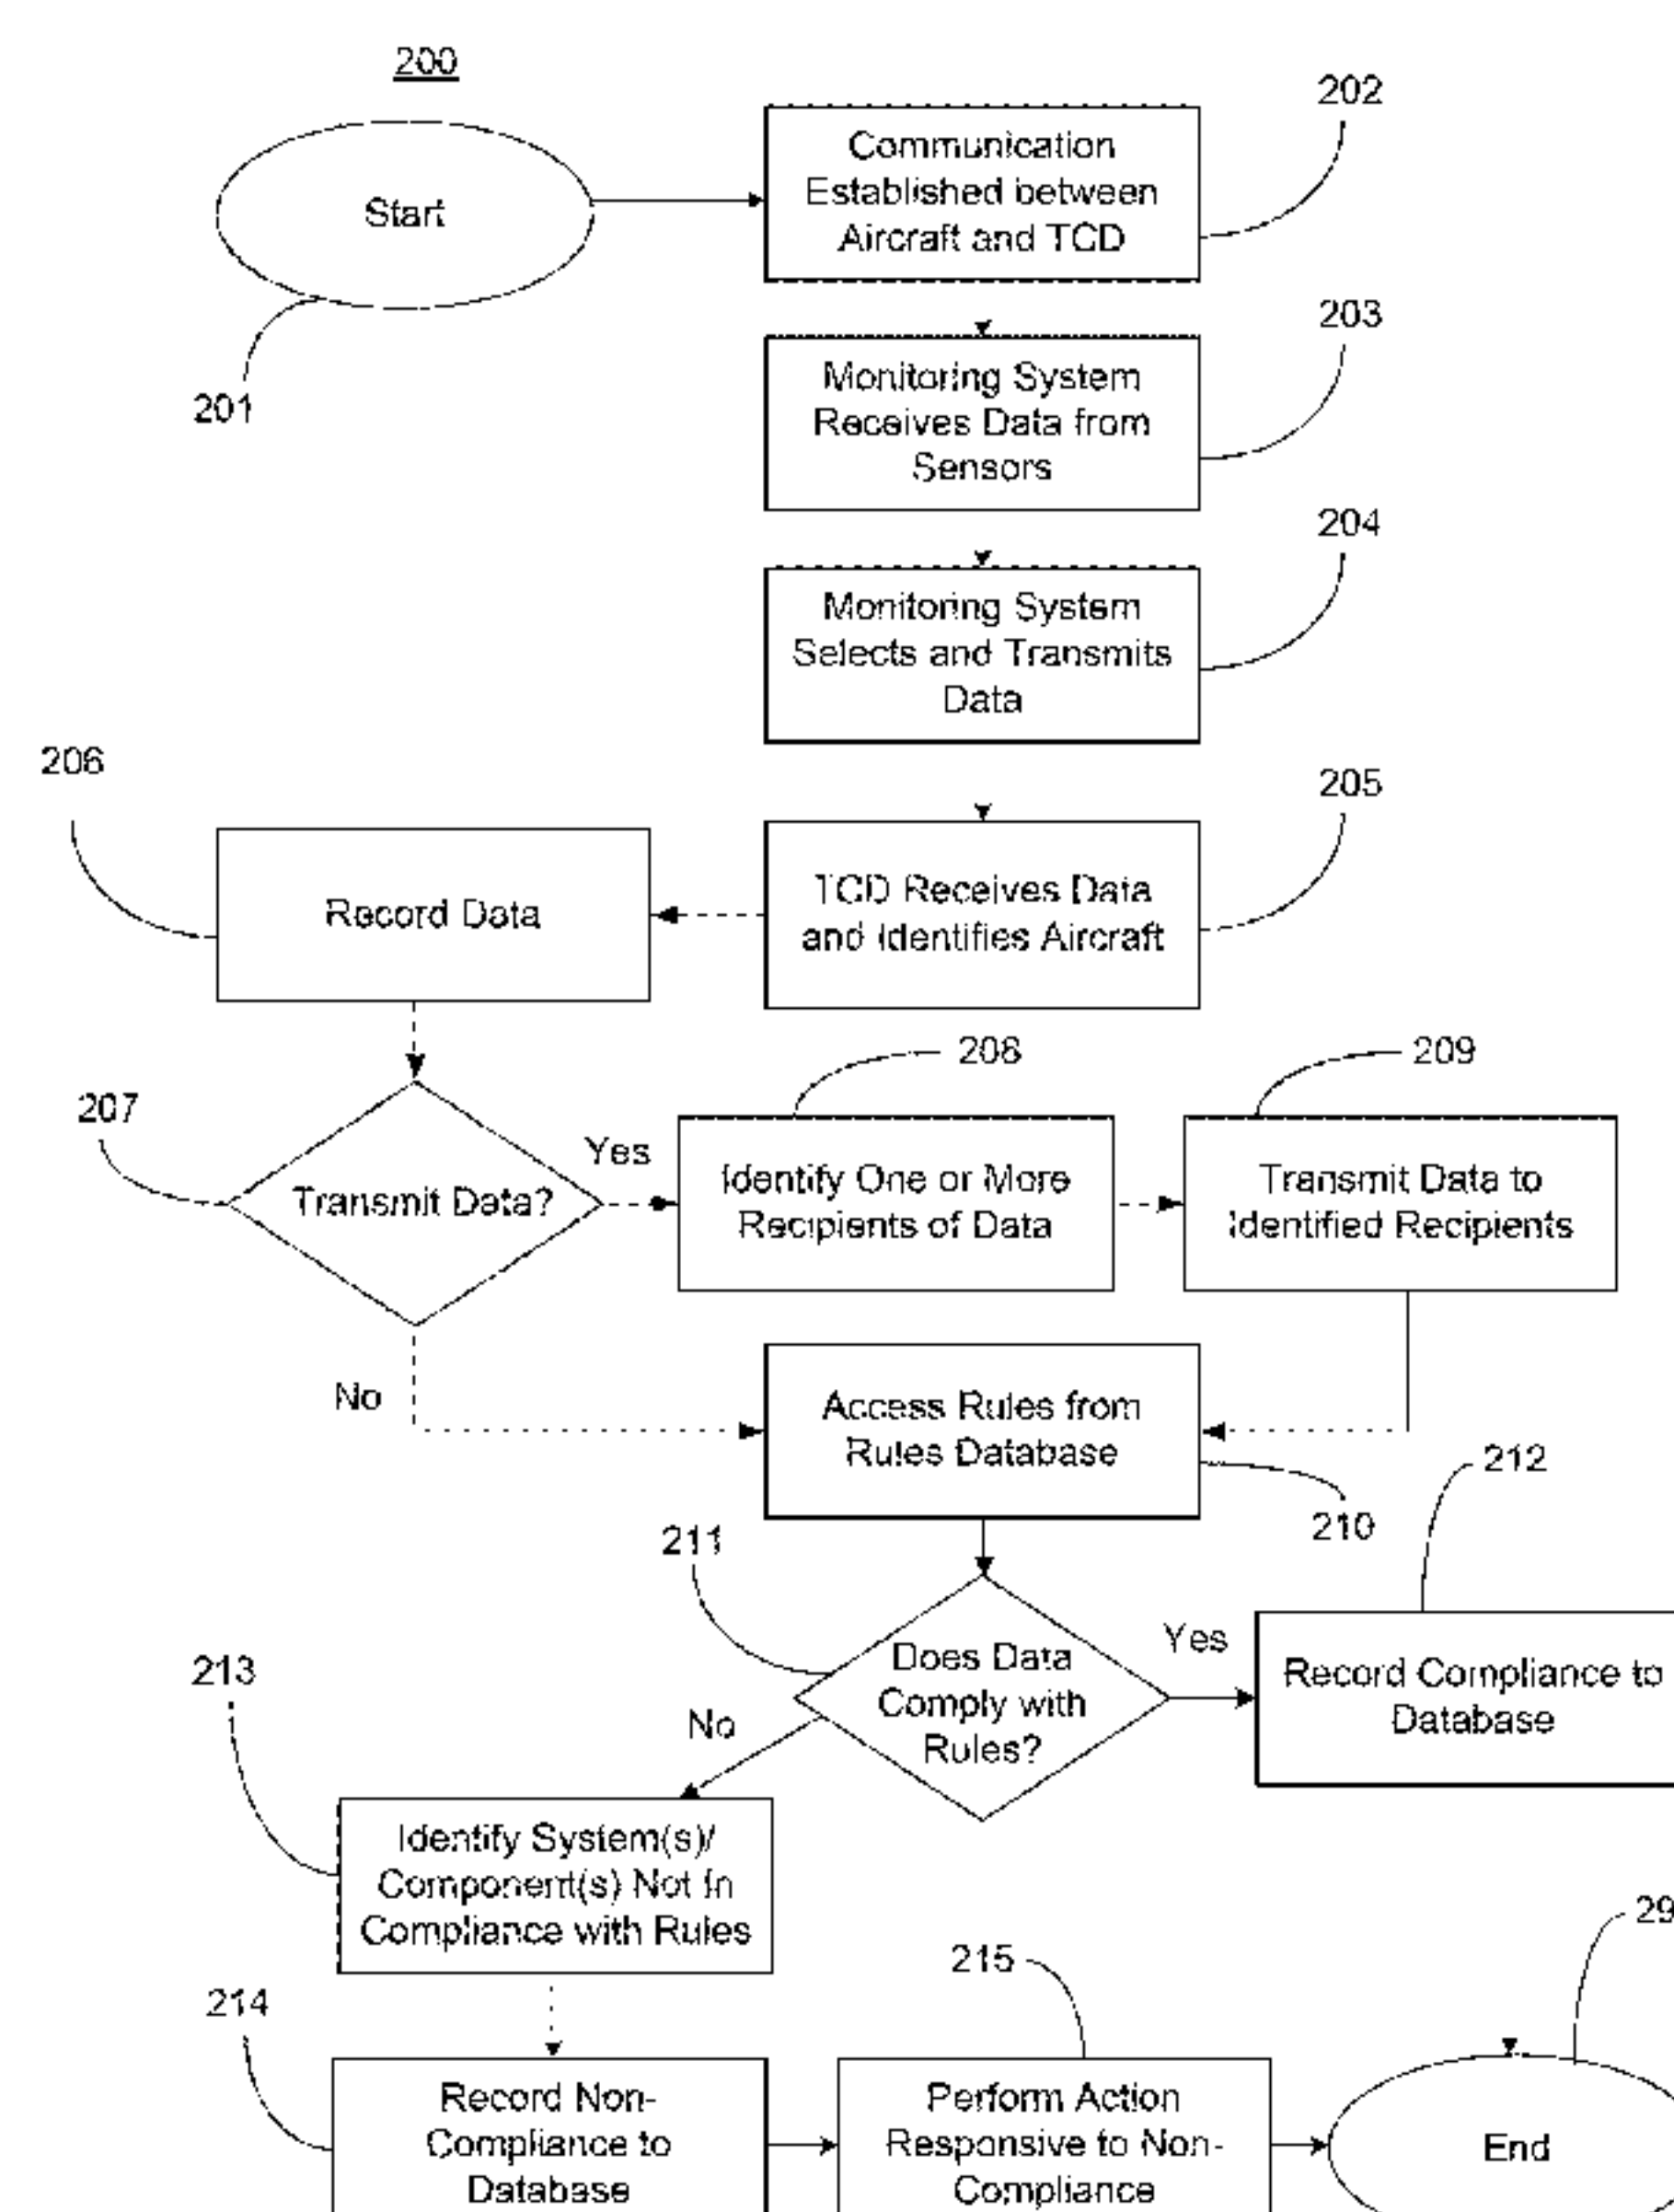 200
Start
201
202
Communication
Established between
Aircraft and TCD
203
Monitoring System
Receives Data from
Sensors
204
Monitoring System
Selects and Transmits
Data
205
TCD Receives Data
and Identifies Aircraft
206
Record Data
207
Transmit Data?
Yes
208
Identify One or More
Recipients of Data
209
Transmit Data to
Identified Recipients
No
Access Rules from
Rules Database
210
211
Does Data
Comply with
Rules?
Yes
212
Record Compliance to
Database
No
213
Identify System(s)/
Component(s) Not In
Compliance with Rules
214
Record Non-
Compliance to
Database
215
Perform Action
Responsive to Non-
Compliance
29
End